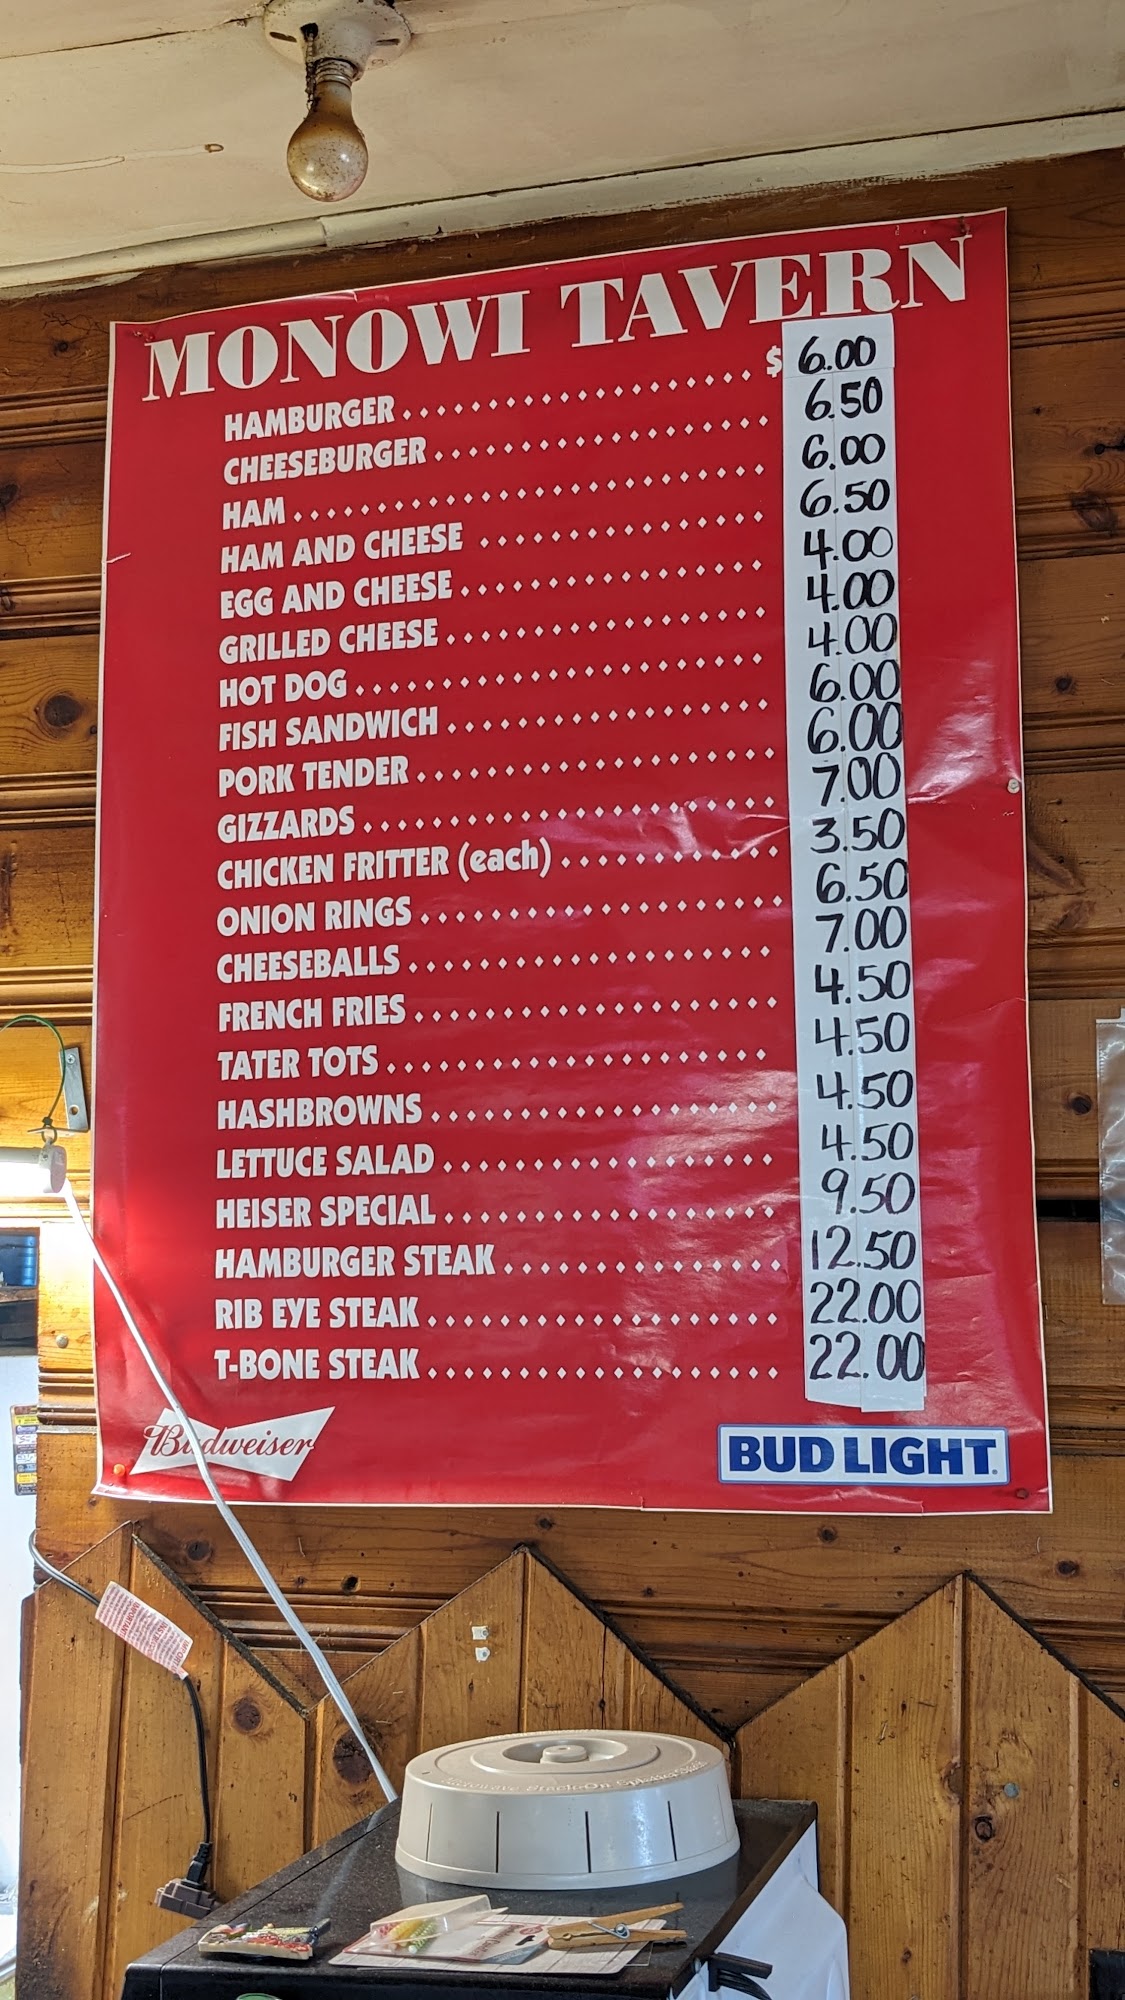 MONOWI TAVERN
HAMBURGER.................... $ 6.00
CHEESEBURGER.................... 6.50
HAM............................ 6.00
HAM AND CHEESE ................. 6.50
EGG AND CHEESE.................. 4.00
GRILLED CHEESE.................. 4.00
HOT DOG........................ 4.00
FISH SANDWICH................... 6.00
PORK TENDER.................... 6.00
GIZZARDS....................... 7.00
CHICKEN FRITTER (each)............. 3.50
ONION RINGS.................... 6.50
CHEESEBALLS.................... 7.00
FRENCH FRIES.................... 4.50
TATER TOTS..................... 4.50
HASHBROWNS.................... 4.50
LETTUCE SALAD................... 4.50
HEISER SPECIAL................... 9.50
HAMBURGER STEAK................ 12.50
RIB EYE STEAK.................... 22.00
T-BONE STEAK.................... 22.00
Budweiser
BUD LIGHT.